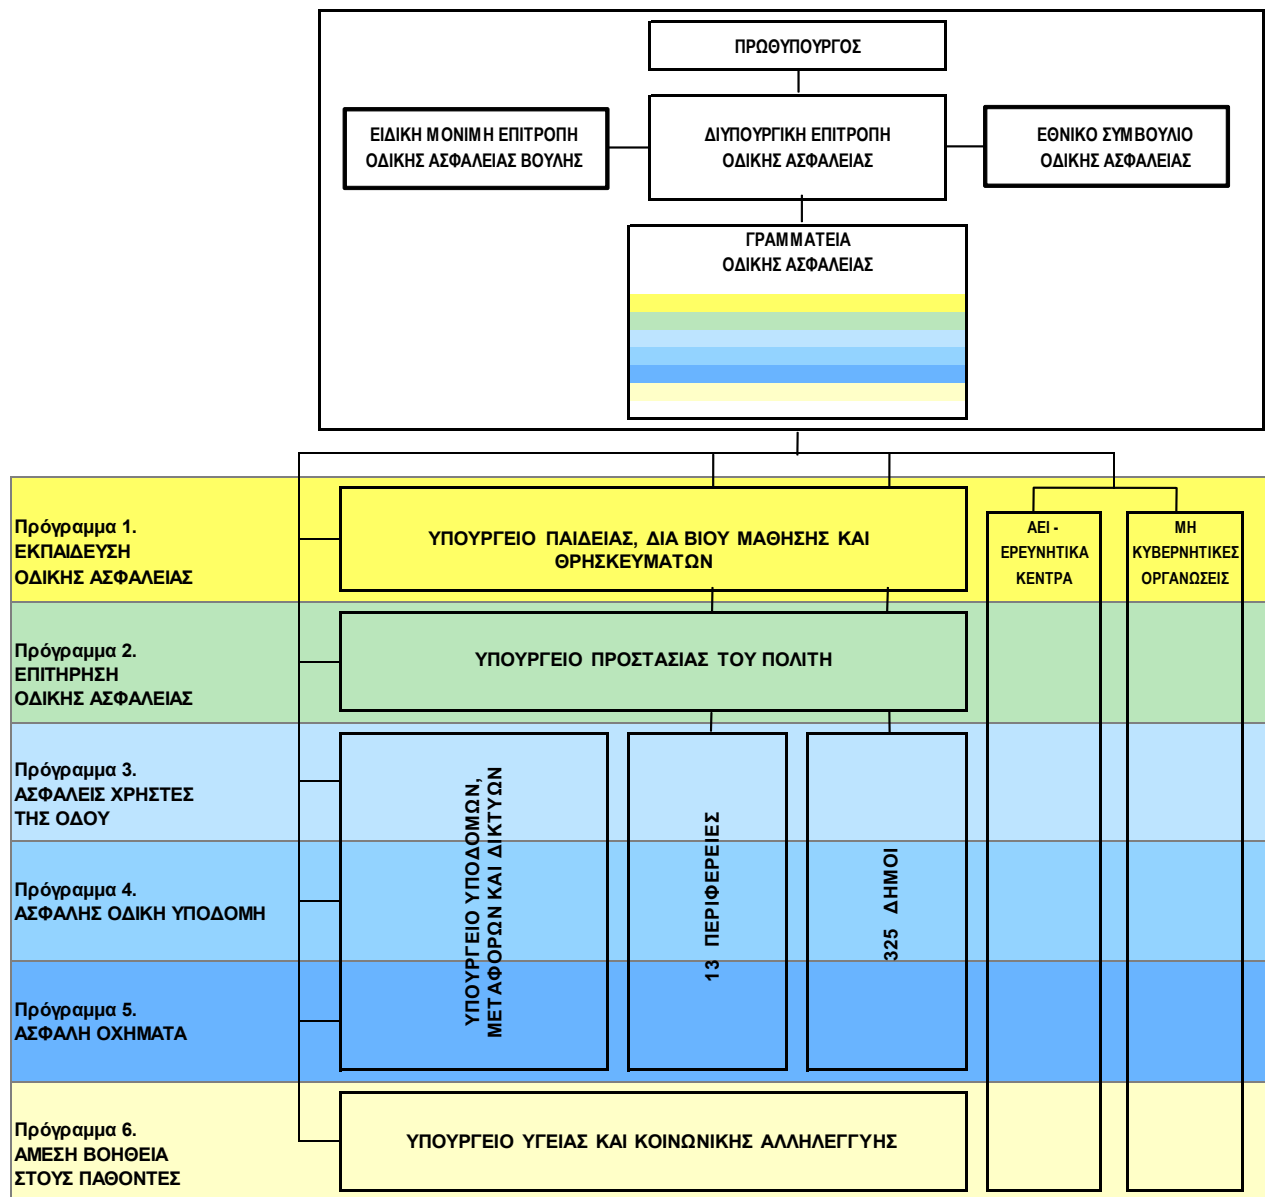 ΠΡΩΘΥΠΟΥΡΓΟΣ
ΕΙΔΙΚΗ ΜΟΝΙΜΗ ΕΠΙΤΡΟΠΗ
ΟΔΙΚΗΣ ΑΣΦΑΛΕΙΑΣ ΒΟΥΛΗΣ
ΔΙΥΠΟΥΡΓΙΚΗ ΕΠΙΤΡΟΠΗ
ΟΔΙΚΗΣ ΑΣΦΑΛΕΙΑΣ
ΕΘΝΙΚΟ ΣΥΜΒΟΥΛΙΟ
ΟΔΙΚΗΣ ΑΣΦΑΛΕΙΑΣ
ΓΡΑΜΜΑΤΕΙΑ
ΟΔΙΚΗΣ ΑΣΦΑΛΕΙΑΣ
Πρόγραμμα 1.
ΕΚΠΑΙΔΕΥΣΗ
ΟΔΙΚΗΣ ΑΣΦΑΛΕΙΑΣ
ΥΠΟΥΡΓΕΙΟ ΠΑΙΔΕΙΑΣ, ΔΙΑ ΒΙΟΥ ΜΑΘΗΣΗΣ ΚΑΙ
ΘΡΗΣΚΕΥΜΑΤΩΝ
ΑΕΙ -
ΕΡΕΥΝΗΤΙΚΑ
ΚΕΝΤΡΑ
ΜΗ
ΚΥΒΕΡΝΗΤΙΚΕΣ
ΟΡΓΑΝΩΣΕΙΣ
Πρόγραμμα 2.
ΕΠΙΤΗΡΗΣΗ
ΟΔΙΚΗΣ ΑΣΦΑΛΕΙΑΣ
ΥΠΟΥΡΓΕΙΟ ΠΡΟΣΤΑΣΙΑΣ ΤΟΥ ΠΟΛΙΤΗ
Πρόγραμμα 3.
ΑΣΦΑΛΕΙΣ ΧΡΗΣΤΕΣ
ΤΗΣ ΟΔΟΥ
Πρόγραμμα 4.
ΑΣΦΑΛΗΣ ΟΔΙΚΗ ΥΠΟΔΟΜΗ
Πρόγραμμα 5.
ΑΣΦΑΛΗ ΟΧΗΜΑΤΑ
ΥΠΟΥΡΓΕΙΟ ΥΠΟΔΟΜΩΝ,
ΜΕΤΑΦΟΡΩΝ ΚΑΙ ΔΙΚΤΥΩΝ
13 ΠΕΡΙΦΕΡΕΙΕΣ
325 ΔΗΜΟΙ
Πρόγραμμα 6.
ΑΜΕΣΗ ΒΟΗΘΕΙΑ
ΣΤΟΥΣ ΠΑΘΟΝΤΕΣ
ΥΠΟΥΡΓΕΙΟ ΥΓΕΙΑΣ ΚΑΙ ΚΟΙΝΩΝΙΚΗΣ ΑΛΛΗΛΕΓΓΥΗΣ